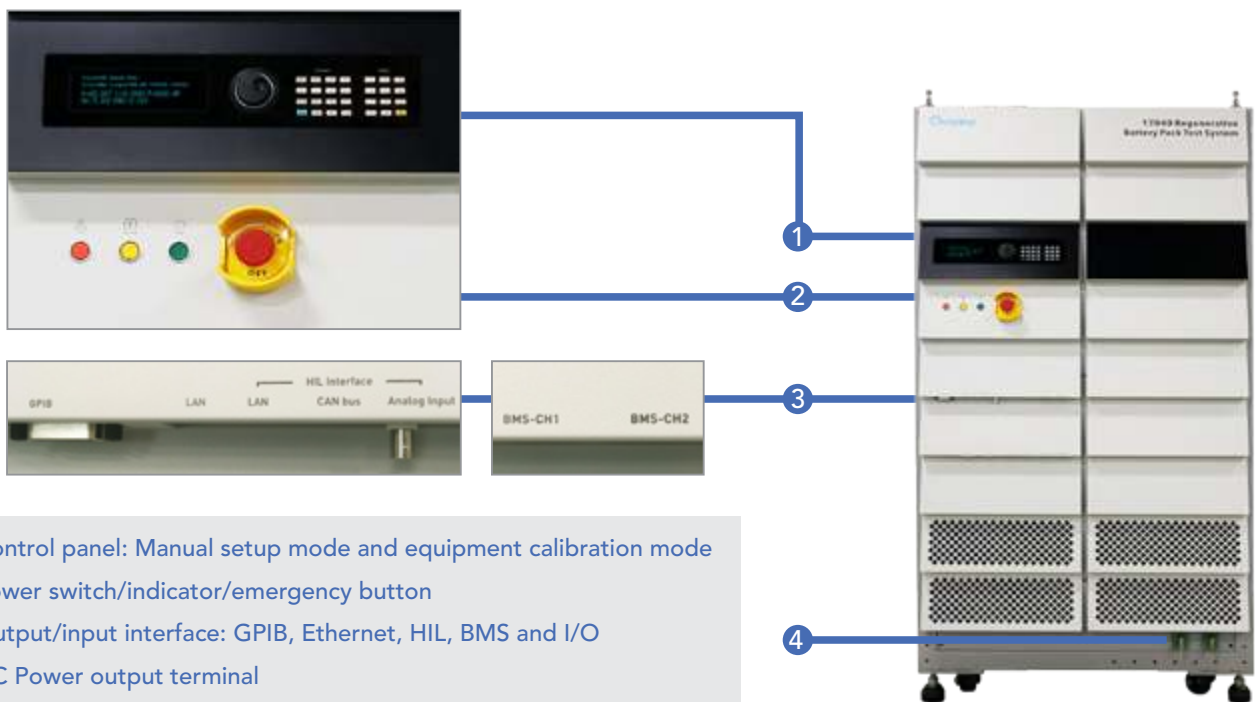 OFF
1
2
3
4
GPIB
LAN
HIL Interface
LAN
CAN bus
Analog Input
BMS-CH1
BMS-CH2
Chroma
17040 Regenerative
Battery Pack Test System
ontrol panel: Manual setup mode and equipment calibration mode
ower switch/indicator/emergency button
utput/input interface: GPIB, Ethernet, HIL, BMS and I/O
C Power output terminal